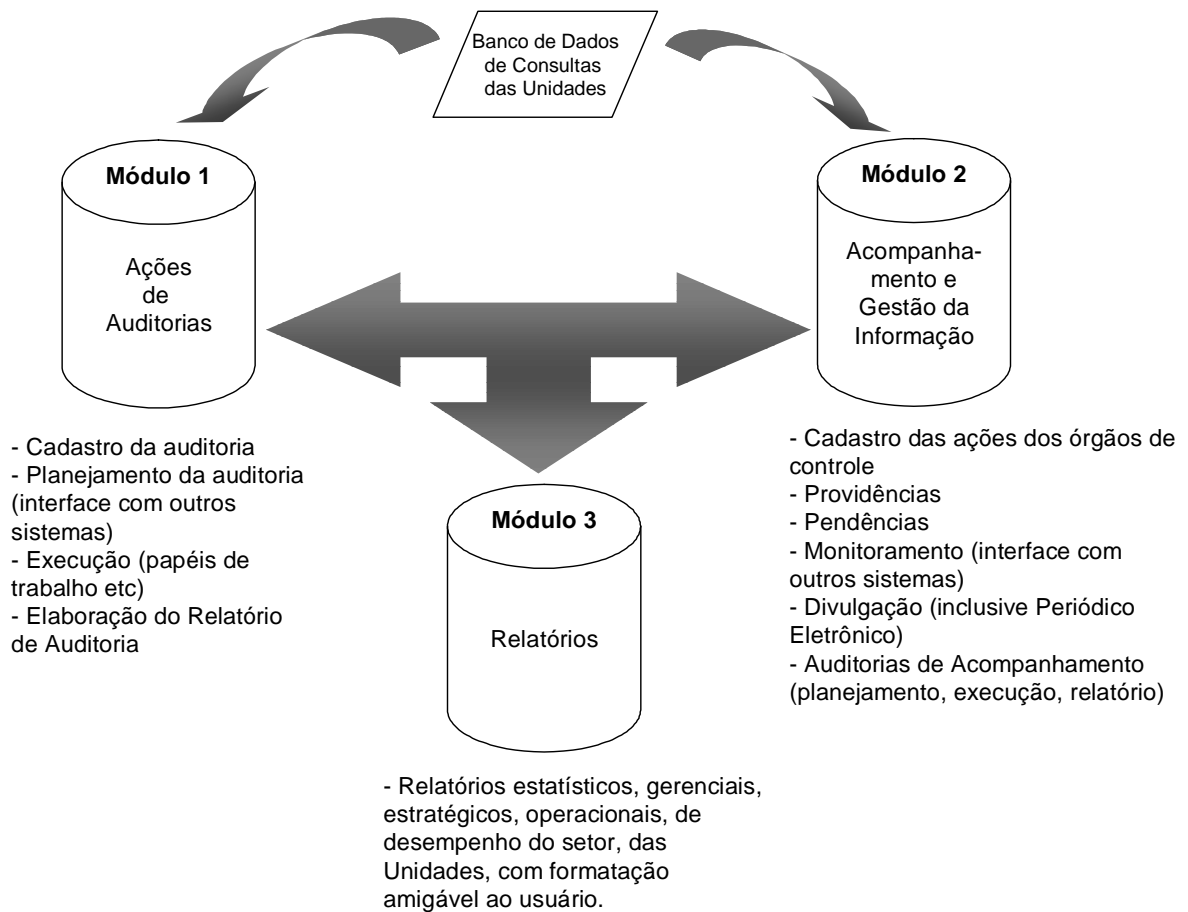 Banco de Dados
de Consultas
das Unidades
Módulo 1
Ações
de
Auditorias
Módulo 2
Acompanha-
mento e
Gestão da
Informação
- Cadastro da auditoria
- Planejamento da auditoria
(interface com outros
sistemas)
- Execução (papéis de
trabalho etc)
- Elaboração do Relatório
de Auditoria
- Cadastro das ações dos órgãos de
controle
- Providências
- Pendências
- Monitoramento (interface com
outros sistemas)
- Divulgação (inclusive Periódico
Eletrônico)
- Auditorias de Acompanhamento
(planejamento, execução, relatório)
Módulo 3
Relatórios
- Relatórios estatísticos, gerenciais,
estratégicos, operacionais, de
desempenho do setor, das
Unidades, com formatação
amigável ao usuário.